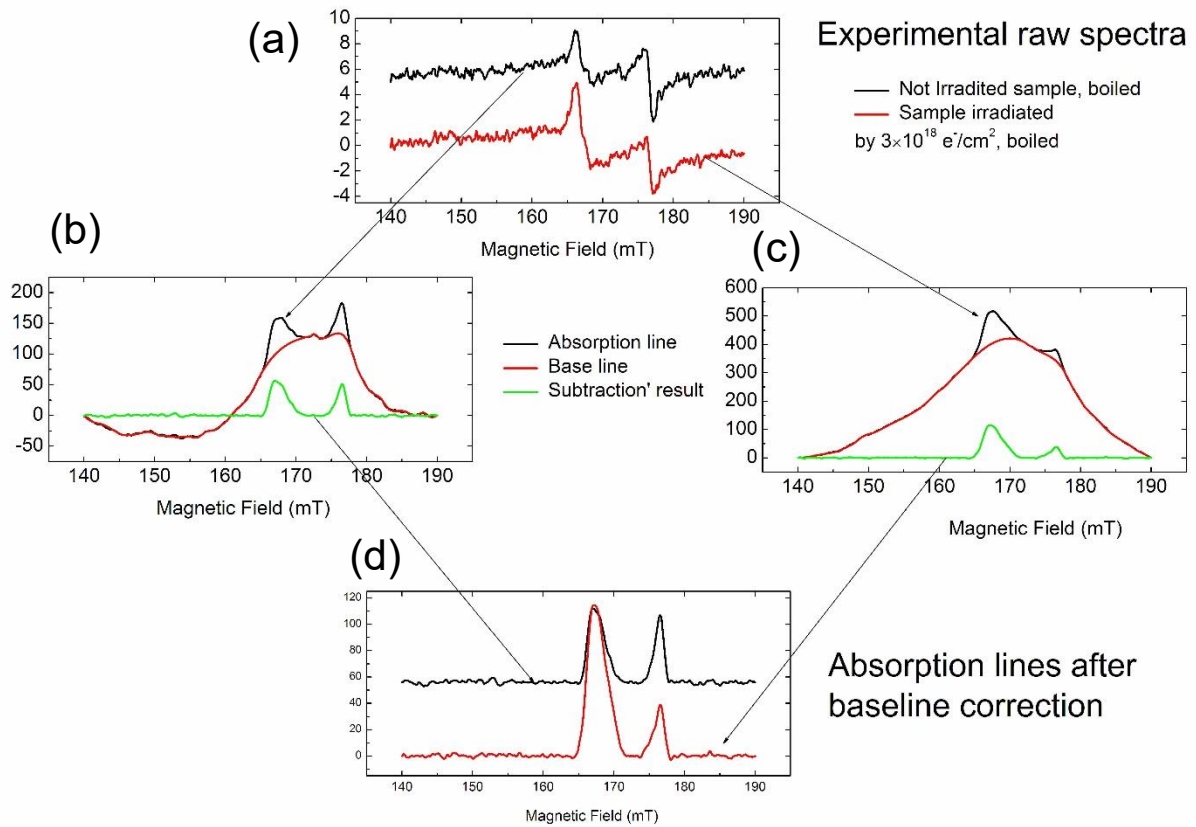 (a)
10
8
6
4
2
0
-2
-4
140 150 160 170 180 190
Magnetic Field (mT)
Experimental raw spectra
Not Irradited sample, boiled
Sample irradiated
by 3×10¹⁸ e⁻/cm², boiled
(b)
200
150
100
50
0
-50
140 150 160 170 180 190
Magnetic Field (mT)
Absorption line
Base line
Subtraction' result
(c)
600
500
400
300
200
100
0
140 150 160 170 180 190
Magnetic Field (mT)
(d)
120
100
80
60
40
20
0
140 150 160 170 180 190
Magnetic Field (mT)
Absorption lines after
baseline correction